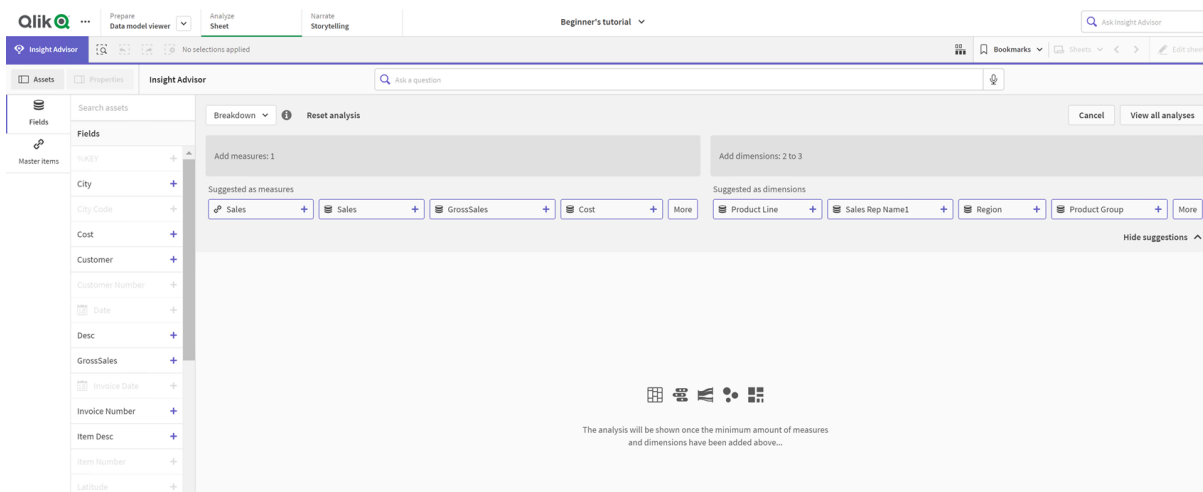 Qlik
Prepare
Data model viewer
Analyze
Sheet
Narrate
Storytelling
Beginner's tutorial
Ask Insight Advisor
Insight Advisor
No selections applied
Bookmarks
Sheets
Edit sheet
Assets
Properties
Insight Advisor
Ask a question
Fields
Master items
Search assets
Fields
%KEY
City
City Code
Cost
Customer
Customer Number
Date
Desc
GrossSales
Invoice Date
Invoice Number
Item Desc
Item Number
Latitude
Breakdown
Reset analysis
Cancel
View all analyses
Add measures: 1
Add dimensions: 2 to 3
Suggested as measures
Sales
Sales
GrossSales
Cost
More
Suggested as dimensions
Product Line
Sales Rep Name1
Region
Product Group
More
Hide suggestions
The analysis will be shown once the minimum amount of measures
and dimensions have been added above...